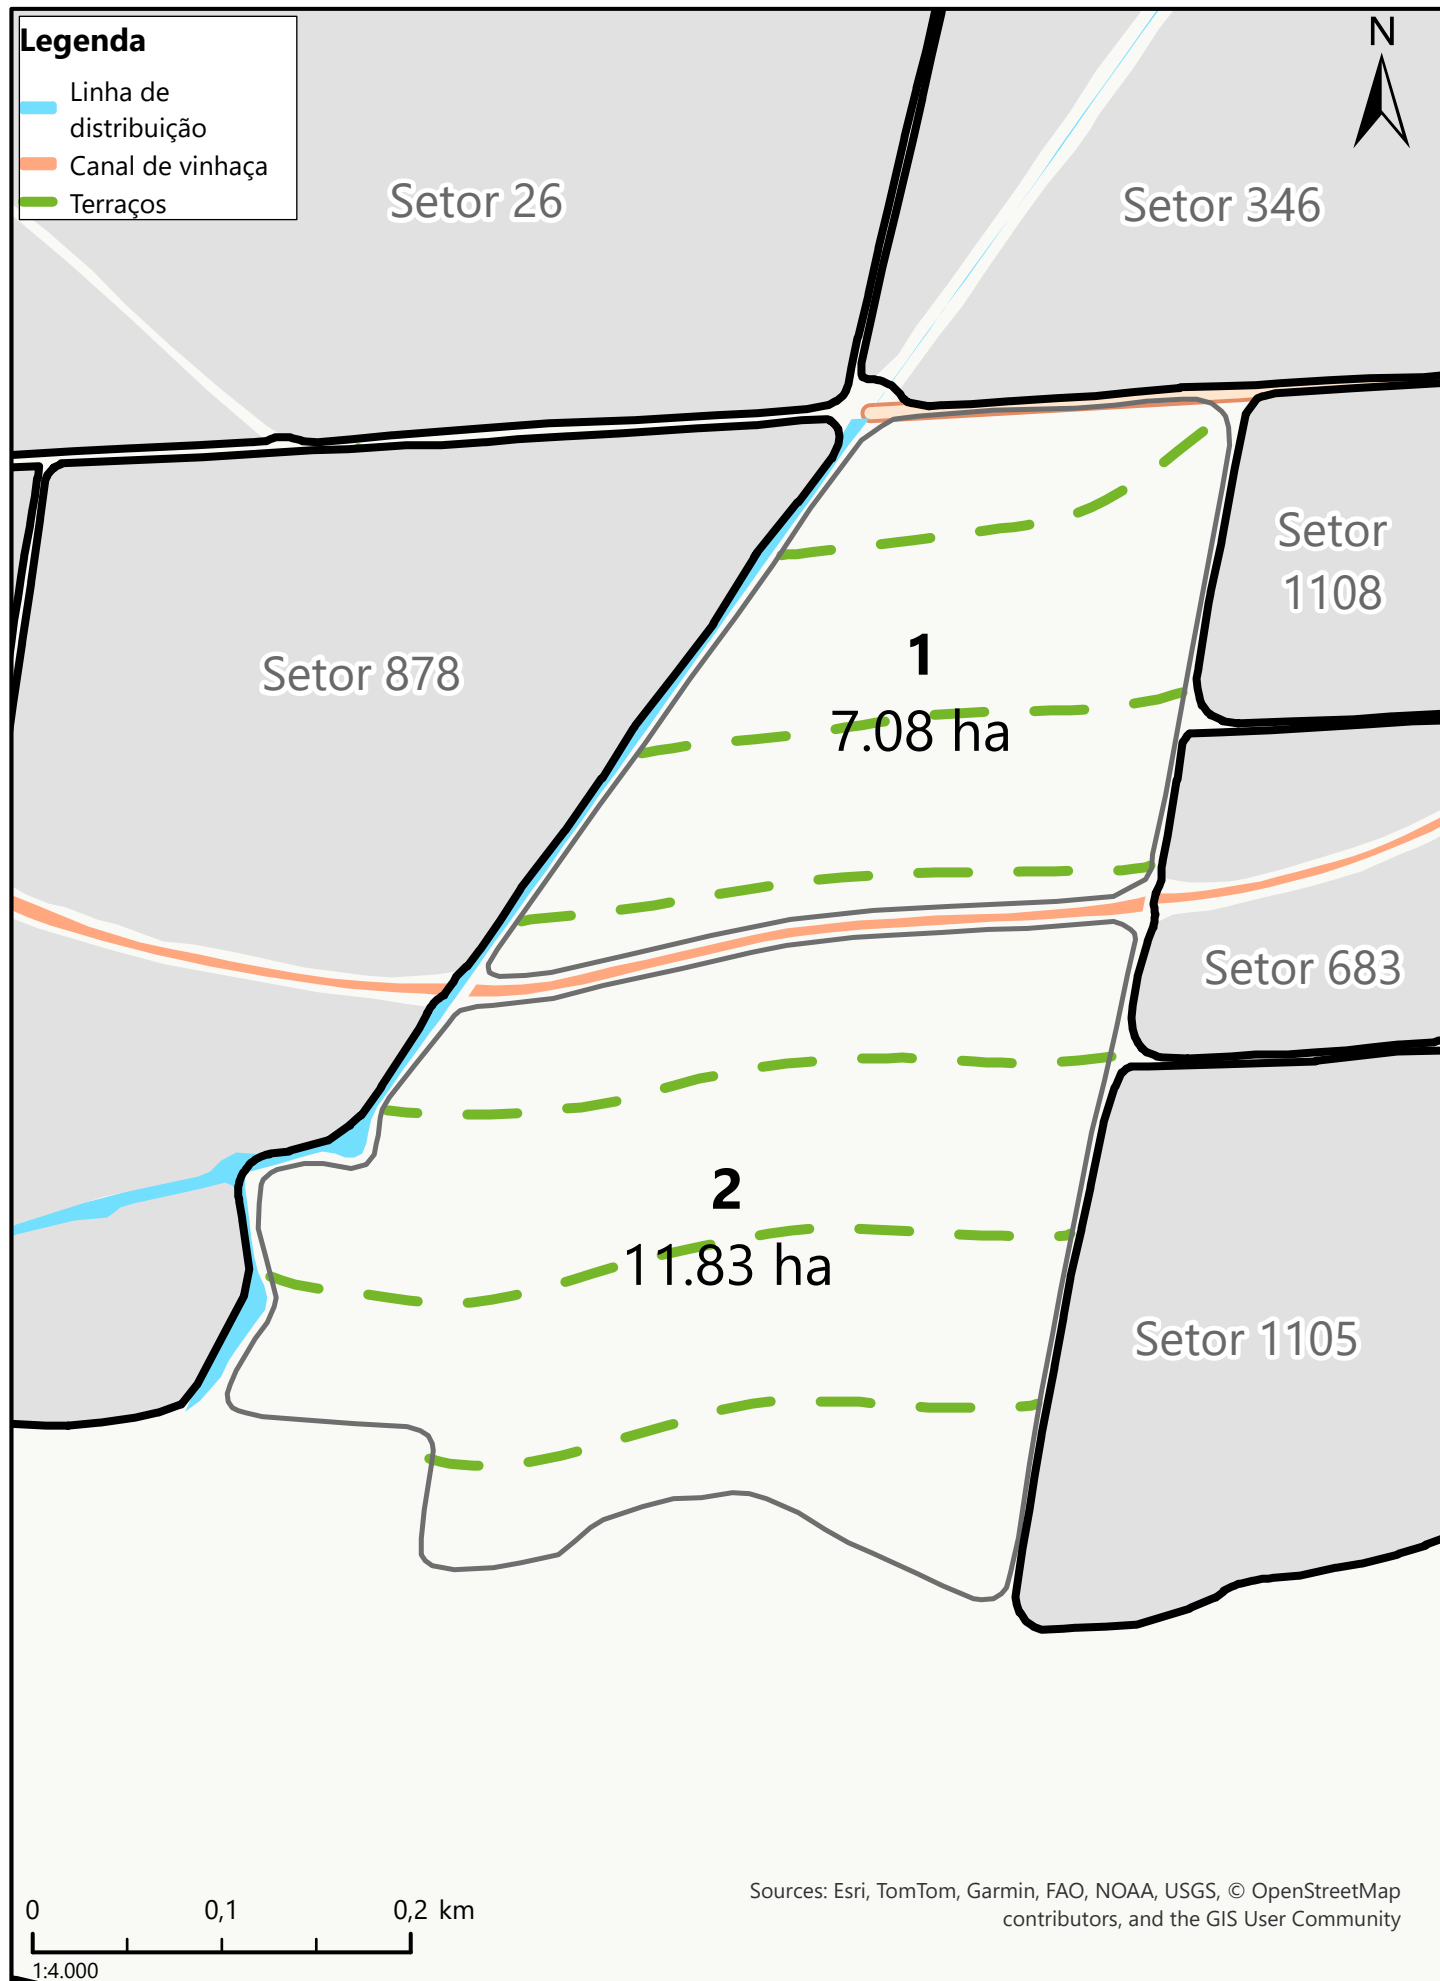 Legenda
Linha de
distribuição
Canal de vinhaça
Terraços
N
Setor 26
Setor 346
Setor
1108
Setor 878
1
7.08 ha
Setor 683
2
11.83 ha
Setor 1105
0 0,1 0,2 km
1:4.000
Sources: Esri, TomTom, Garmin, FAO, NOAA, USGS, © OpenStreetMap
contributors, and the GIS User Community